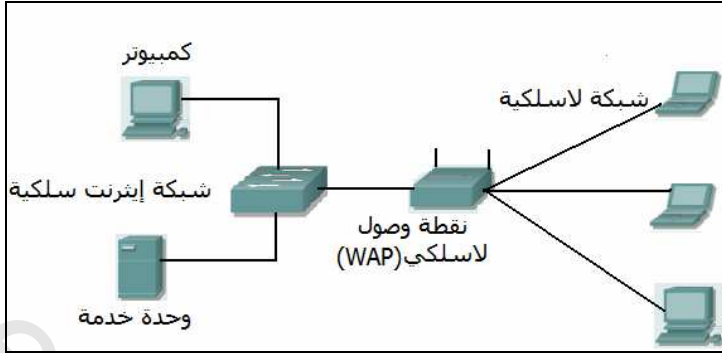 كمبيوتر
شبكة لاسلكية
شبكة إيثرنت سلكية
نقطة وصول
لاسلكي(WAP)
وحدة خدمة